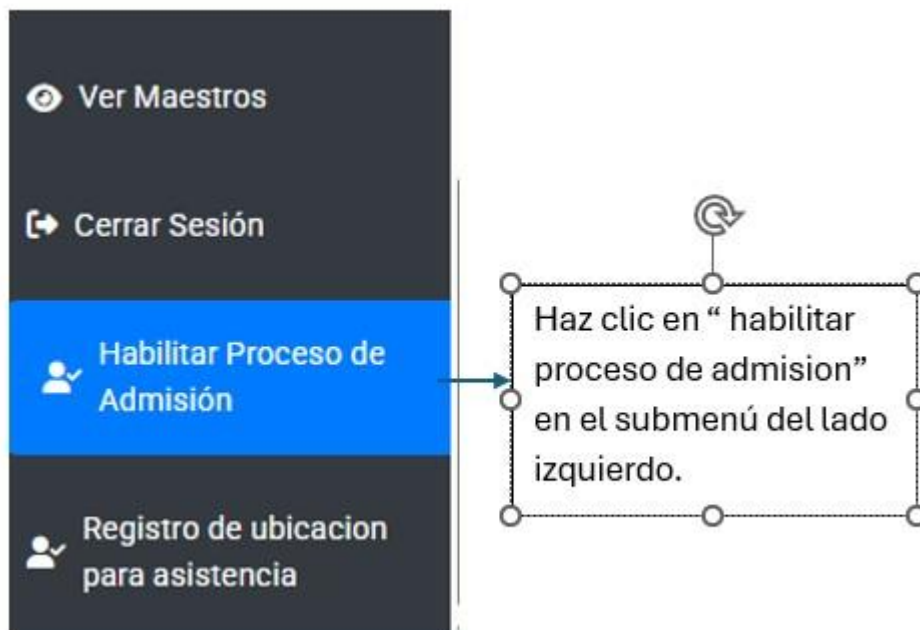 Ver Maestros
Cerrar Sesión
Habilitar Proceso de
Admisión
Registro de ubicacion
para asistencia
Haz clic en “ habilitar
proceso de admision”
en el submenú del lado
izquierdo.